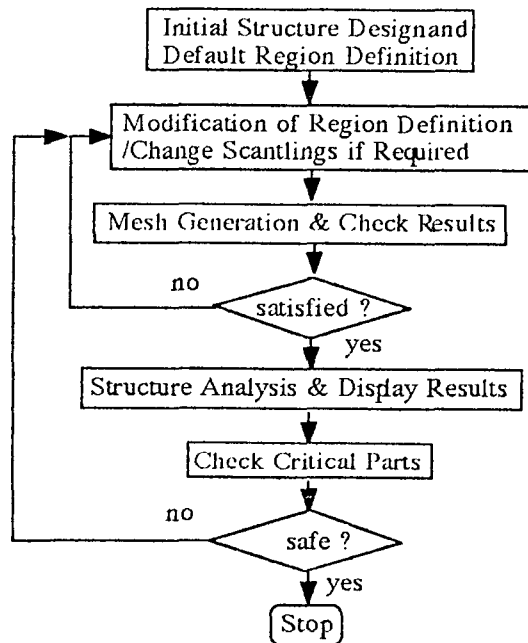 Initial Structure Designand
Default Region Definition
Modification of Region Definition
/Change Scantlings if Required
Mesh Generation & Check Results
no
satisfied ?
yes
Structure Analysis & Display Results
Check Critical Parts
no
safe ?
yes
Stop